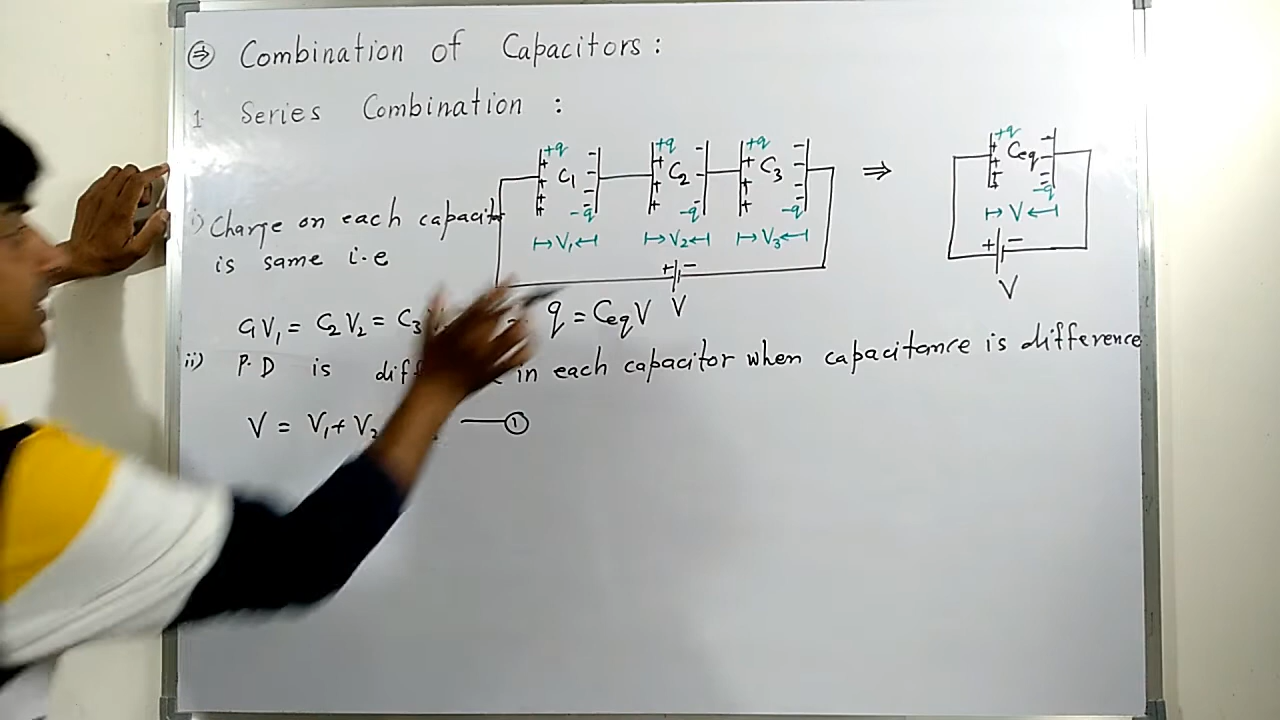 ⇒ Combination of Capacitors:
1. Series Combination :
+q +q +q ⇒ +q
C₁ C₂ C₃ Ceq
-q -q -q -q
V₁ V₂ V₃ V
i) Charge on each capacitor
is same i.e
+ - + -
V V
C₁V₁ = C₂V₂ = C₃ q = CeqV
ii) P.D is in each capacitor when capacitance is difference
V = V₁ + V₂ ①